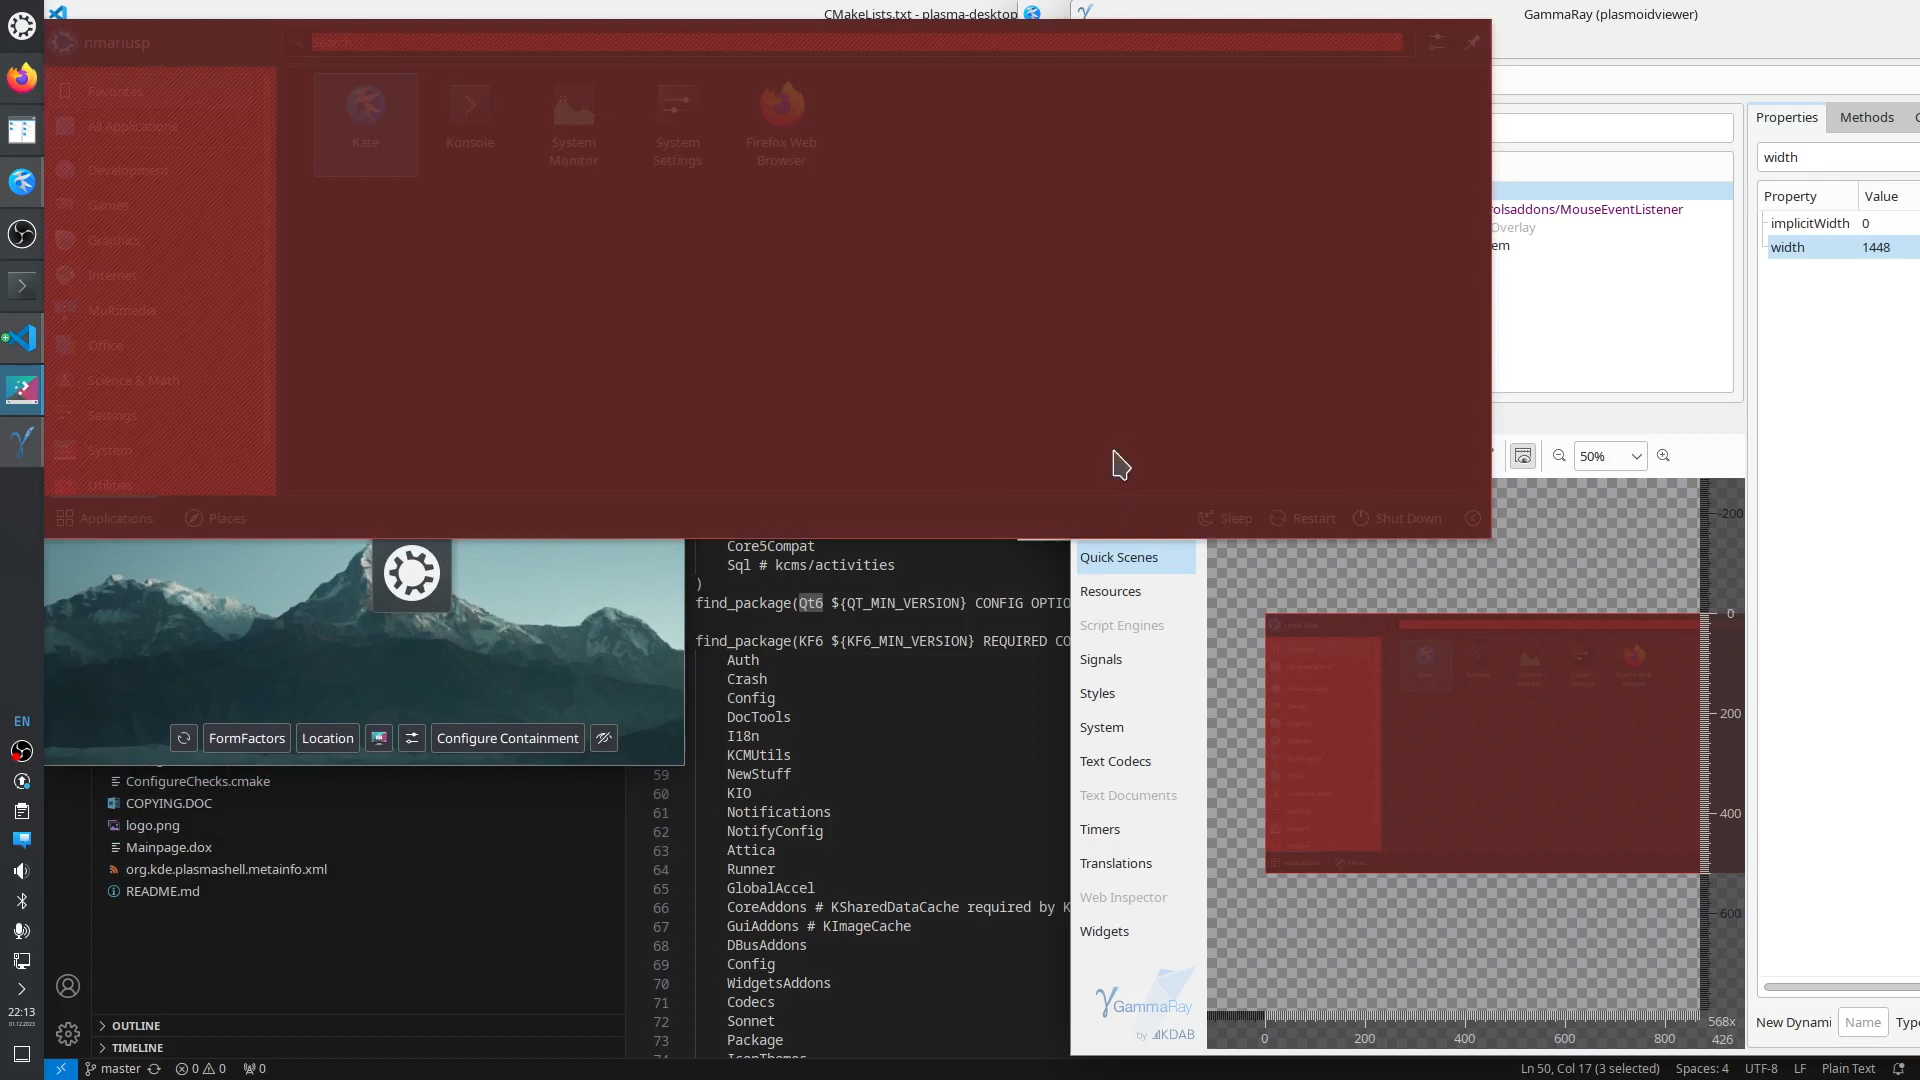 CMakeLists.txt - plasma-desktop
GammaRay (plasmoidviewer)
nmariusp
Search...
Favorites
All Applications
Development
Games
Graphics
Internet
Multimedia
Office
Science & Math
Settings
System
Utilities
Kate
Konsole
System
Monitor
System
Settings
Firefox Web
Browser
Applications
Places
Sleep
Restart
Shut Down
Properties
Methods
width
Property
Value
implicitWidth 0
width 1448
olsaddons/MouseEventListener
Overlay
em
50%
FormFactors
Location
Configure Containment
ConfigureChecks.cmake
COPYING.DOC
logo.png
Mainpage.dox
org.kde.plasmashell.metainfo.xml
README.md
OUTLINE
TIMELINE
Core5Compat
Sql # kcms/activities
)
find_package(Qt6 ${QT_MIN_VERSION} CONFIG OPTIO
find_package(KF6 ${KF6_MIN_VERSION} REQUIRED CO
Auth
Crash
Config
DocTools
I18n
KCMUtils
59 NewStuff
60 KIO
61 Notifications
62 NotifyConfig
63 Attica
64 Runner
65 GlobalAccel
66 CoreAddons # KSharedDataCache required by K
67 GuiAddons # KImageCache
68 DBusAddons
69 Config
70 WidgetsAddons
71 Codecs
72 Sonnet
73 Package
74 IconThemes
Quick Scenes
Resources
Script Engines
Signals
Styles
System
Text Codecs
Text Documents
Timers
Translations
Web Inspector
Widgets
GammaRay
by KDAB
-200
0
200
400
600
0
200
400
600
800
568x
426
New Dynami
Name
Type
EN
22:13
01.12.2023
master
0
0
0
Ln 50, Col 17 (3 selected)
Spaces: 4
UTF-8
LF
Plain Text